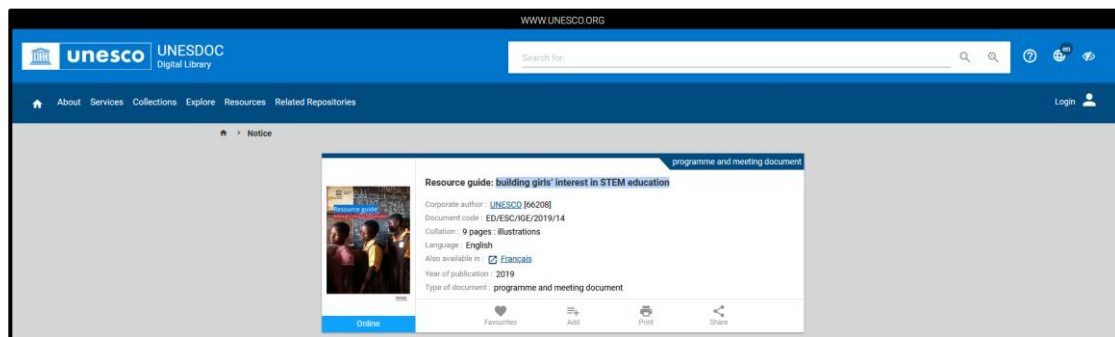 WWW.UNESCO.ORG
unesco
UNESDOC
Digital Library
Search for:
en
About Services Collections Explore Resources Related Repositories
Login
> Notice
programme and meeting document
Resource guide
Resource guide: building girls' interest in STEM education
Corporate author : UNESCO [66208]
Document code : ED/ESC/IGE/2019/14
Collation : 9 pages : illustrations
Language : English
Also available in : Français
Year of publication : 2019
Type of document : programme and meeting document
Online
Favourites Add Print Share